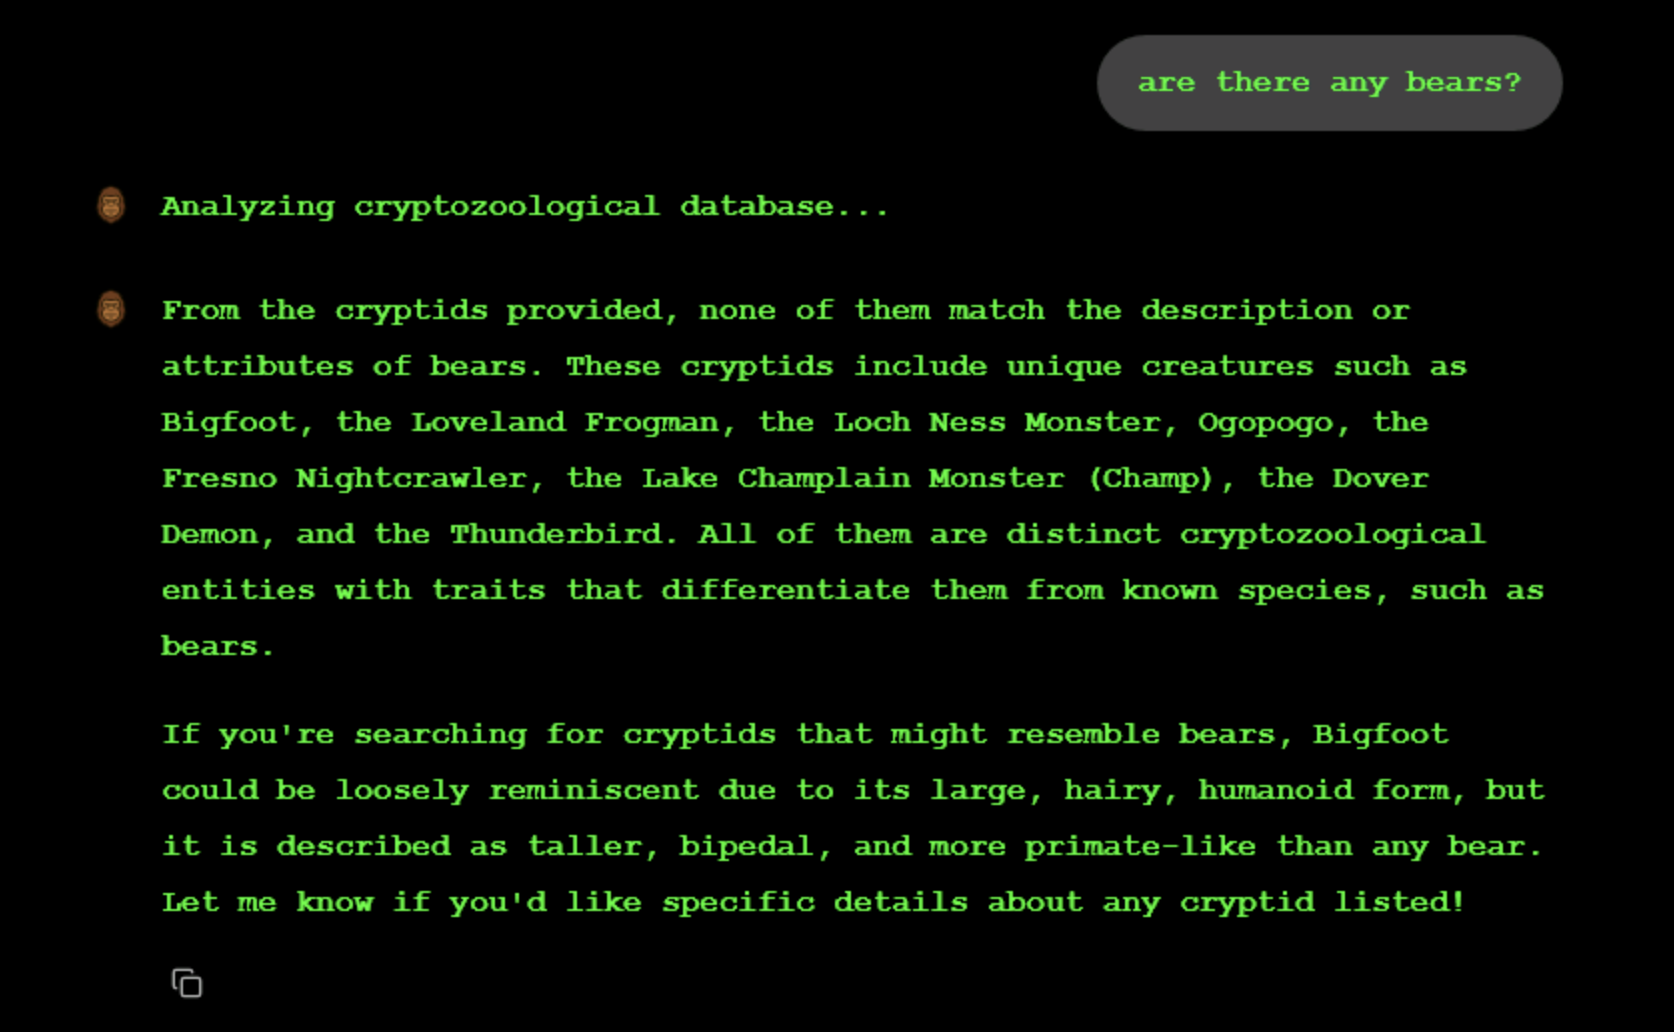 are there any bears?
Analyzing cryptozoological database...
From the cryptids provided, none of them match the description or
attributes of bears. These cryptids include unique creatures such as
Bigfoot, the Loveland Frogman, the Loch Ness Monster, Ogopogo, the
Fresno Nightcrawler, the Lake Champlain Monster (Champ), the Dover
Demon, and the Thunderbird. All of them are distinct cryptozoological
entities with traits that differentiate them from known species, such as
bears.
If you're searching for cryptids that might resemble bears, Bigfoot
could be loosely reminiscent due to its large, hairy, humanoid form, but
it is described as taller, bipedal, and more primate-like than any bear.
Let me know if you'd like specific details about any cryptid listed!